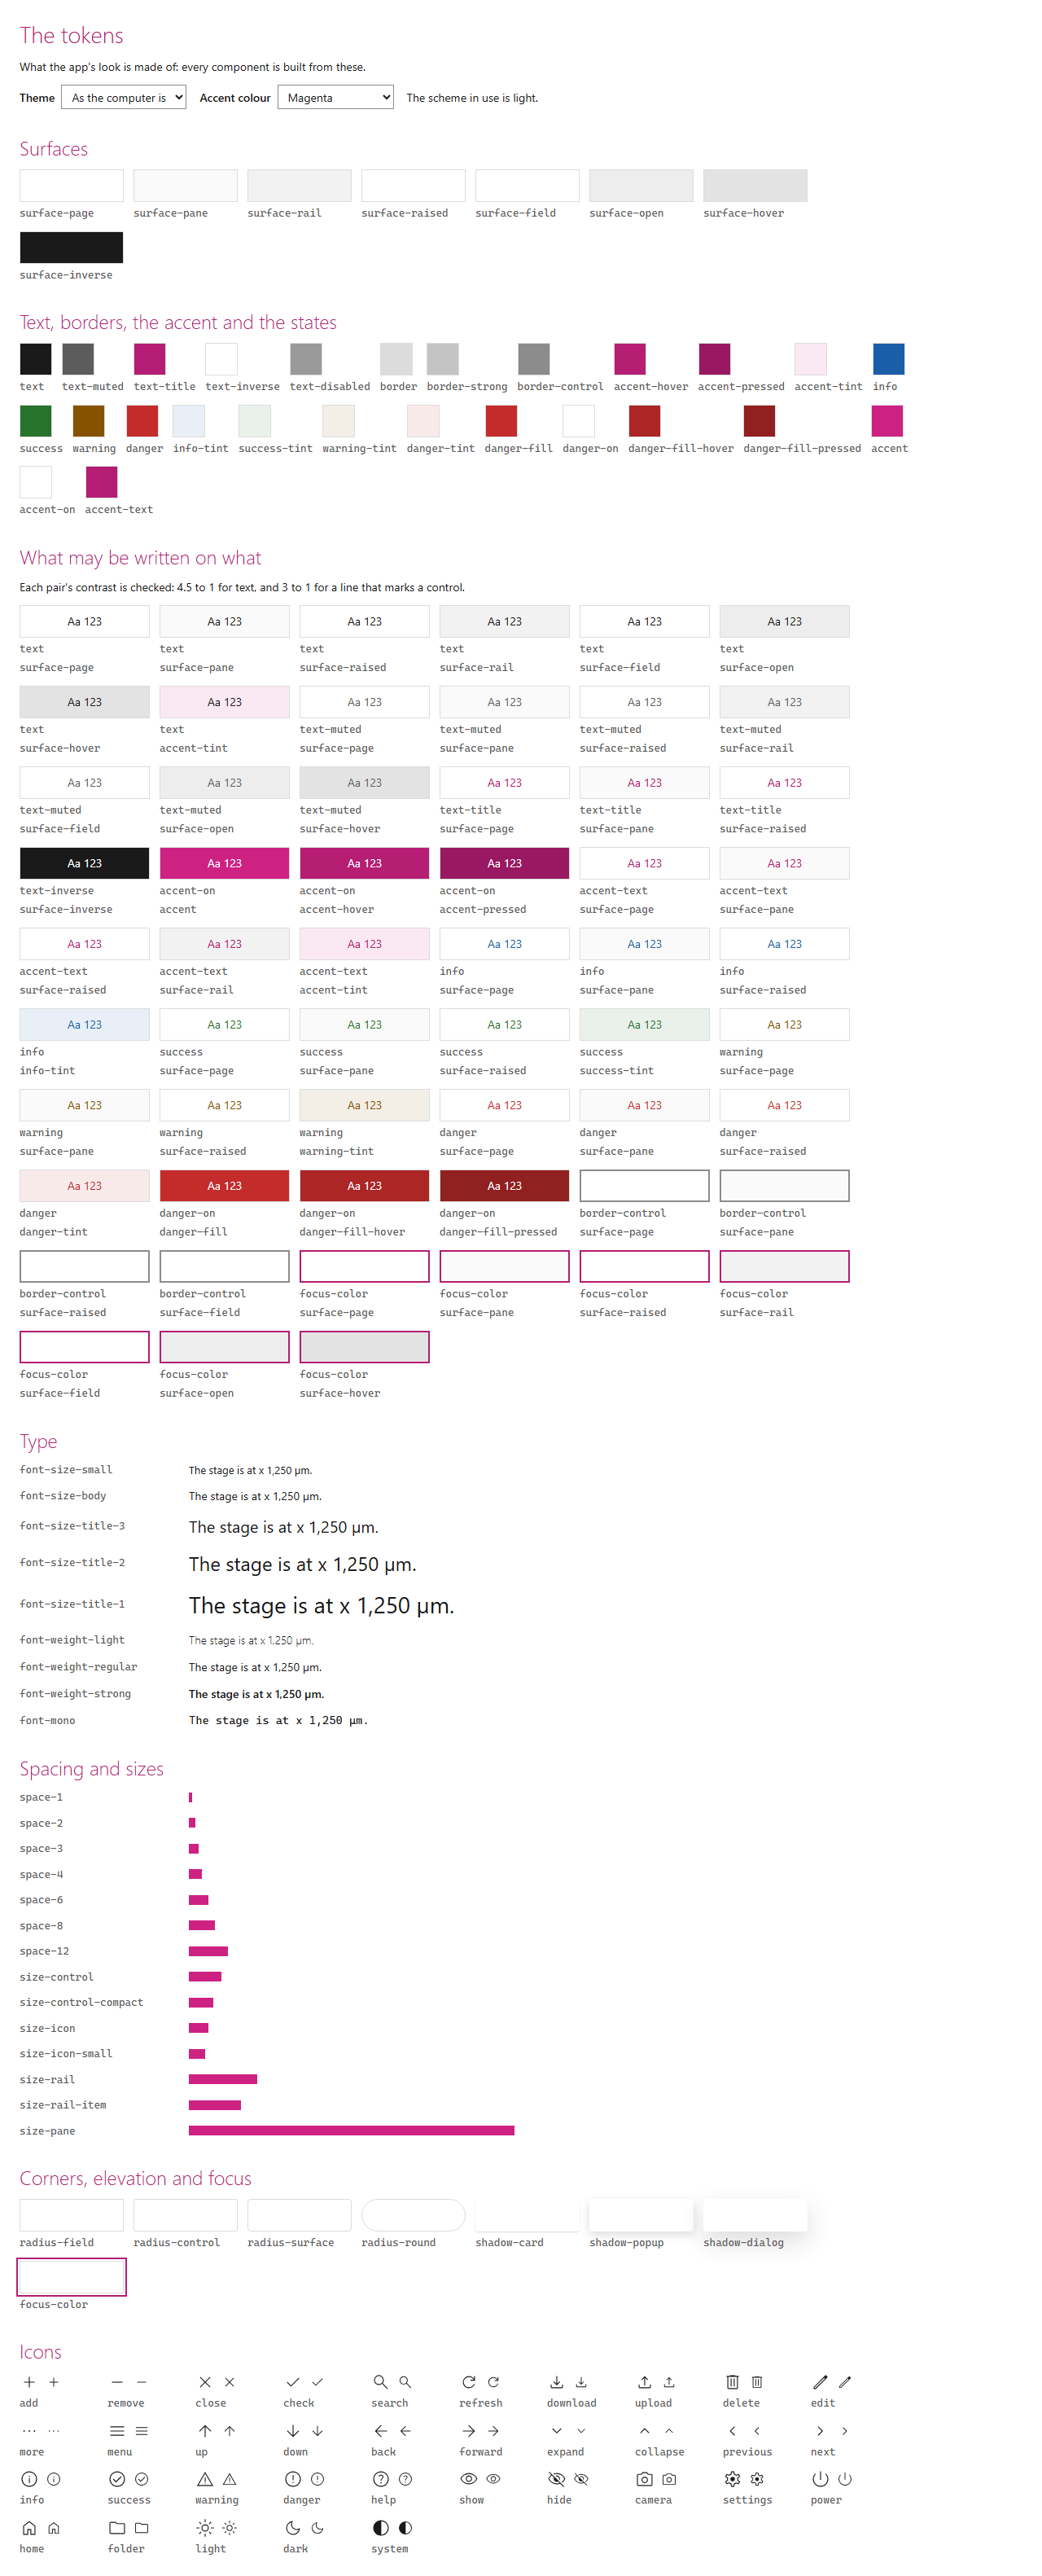 The tokens
What the app's look is made of: every component is built from these.
Theme As the computer is Accent colour Magenta The scheme in use is light.
Surfaces
surface-page surface-pane surface-rail surface-raised surface-field surface-open surface-hover
surface-inverse
Text, borders, the accent and the states
text text-muted text-title text-inverse text-disabled border border-strong border-control accent-hover accent-pressed accent-tint info
success warning danger info-tint success-tint warning-tint danger-tint danger-fill danger-on danger-fill-hover danger-fill-pressed accent
accent-on accent-text
What may be written on what
Each pair's contrast is checked: 4.5 to 1 for text, and 3 to 1 for a line that marks a control.
Aa 123 Aa 123 Aa 123 Aa 123 Aa 123 Aa 123
text text text text text text
surface-page surface-pane surface-raised surface-rail surface-field surface-open
Aa 123 Aa 123 Aa 123 Aa 123 Aa 123 Aa 123
text text text-muted text-muted text-muted text-muted
surface-hover accent-tint surface-page surface-pane surface-raised surface-rail
Aa 123 Aa 123 Aa 123 Aa 123 Aa 123 Aa 123
text-muted text-muted text-muted text-title text-title text-title
surface-field surface-open surface-hover surface-page surface-pane surface-raised
Aa 123 Aa 123 Aa 123 Aa 123 Aa 123 Aa 123
text-inverse accent-on accent-on accent-on accent-text accent-text
surface-inverse accent accent-hover accent-pressed surface-page surface-pane
Aa 123 Aa 123 Aa 123 Aa 123 Aa 123 Aa 123
accent-text accent-text accent-text info info info
surface-raised surface-rail accent-tint surface-page surface-pane surface-raised
Aa 123 Aa 123 Aa 123 Aa 123 Aa 123 Aa 123
info success success success success warning
info-tint surface-page surface-pane surface-raised success-tint surface-page
Aa 123 Aa 123 Aa 123 Aa 123 Aa 123 Aa 123
warning warning warning danger danger danger
surface-pane surface-raised warning-tint surface-page surface-pane surface-raised
Aa 123 Aa 123 Aa 123 Aa 123
danger danger-on danger-on danger-on border-control border-control
danger-tint danger-fill danger-fill-hover danger-fill-pressed surface-page surface-pane
border-control border-control focus-color focus-color focus-color focus-color
surface-raised surface-field surface-page surface-pane surface-raised surface-rail
focus-color focus-color focus-color
surface-field surface-open surface-hover
Type
font-size-small The stage is at x 1,250 µm.
font-size-body The stage is at x 1,250 µm.
font-size-title-3 The stage is at x 1,250 µm.
font-size-title-2 The stage is at x 1,250 µm.
font-size-title-1 The stage is at x 1,250 µm.
font-weight-light The stage is at x 1,250 µm.
font-weight-regular The stage is at x 1,250 µm.
font-weight-strong The stage is at x 1,250 µm.
font-mono The stage is at x 1,250 µm.
Spacing and sizes
space-1
space-2
space-3
space-4
space-6
space-8
space-12
size-control
size-control-compact
size-icon
size-icon-small
size-rail
size-rail-item
size-pane
Corners, elevation and focus
radius-field radius-control radius-surface radius-round shadow-card shadow-popup shadow-dialog
focus-color
Icons
add remove close check search refresh download upload delete edit
more menu up down back forward expand collapse previous next
info success warning danger help show hide camera settings power
home folder light dark system